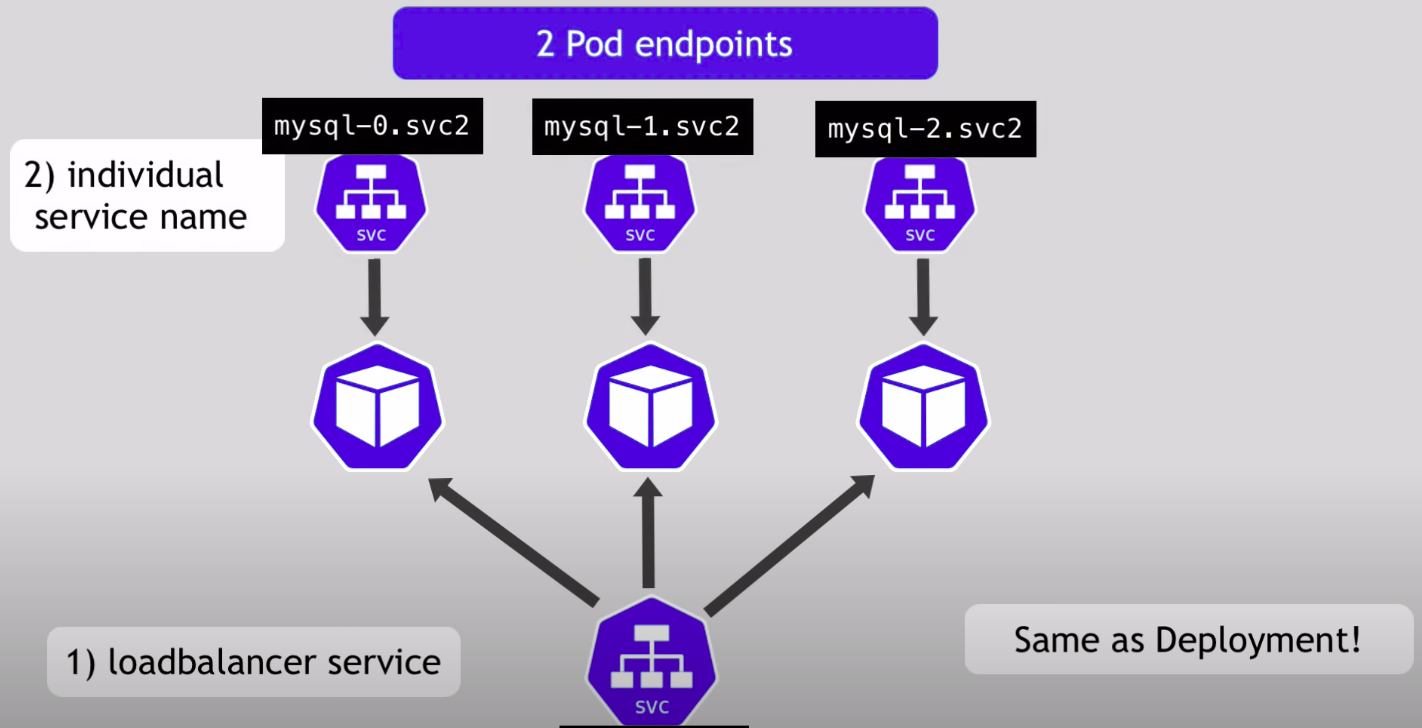 2 Pod endpoints
mysql-0.svc2
mysql-1.svc2
mysql-2.svc2
2) individual
service name
SVC
SVC
SVC
1) loadbalancer service
Same as Deployment!
SVC